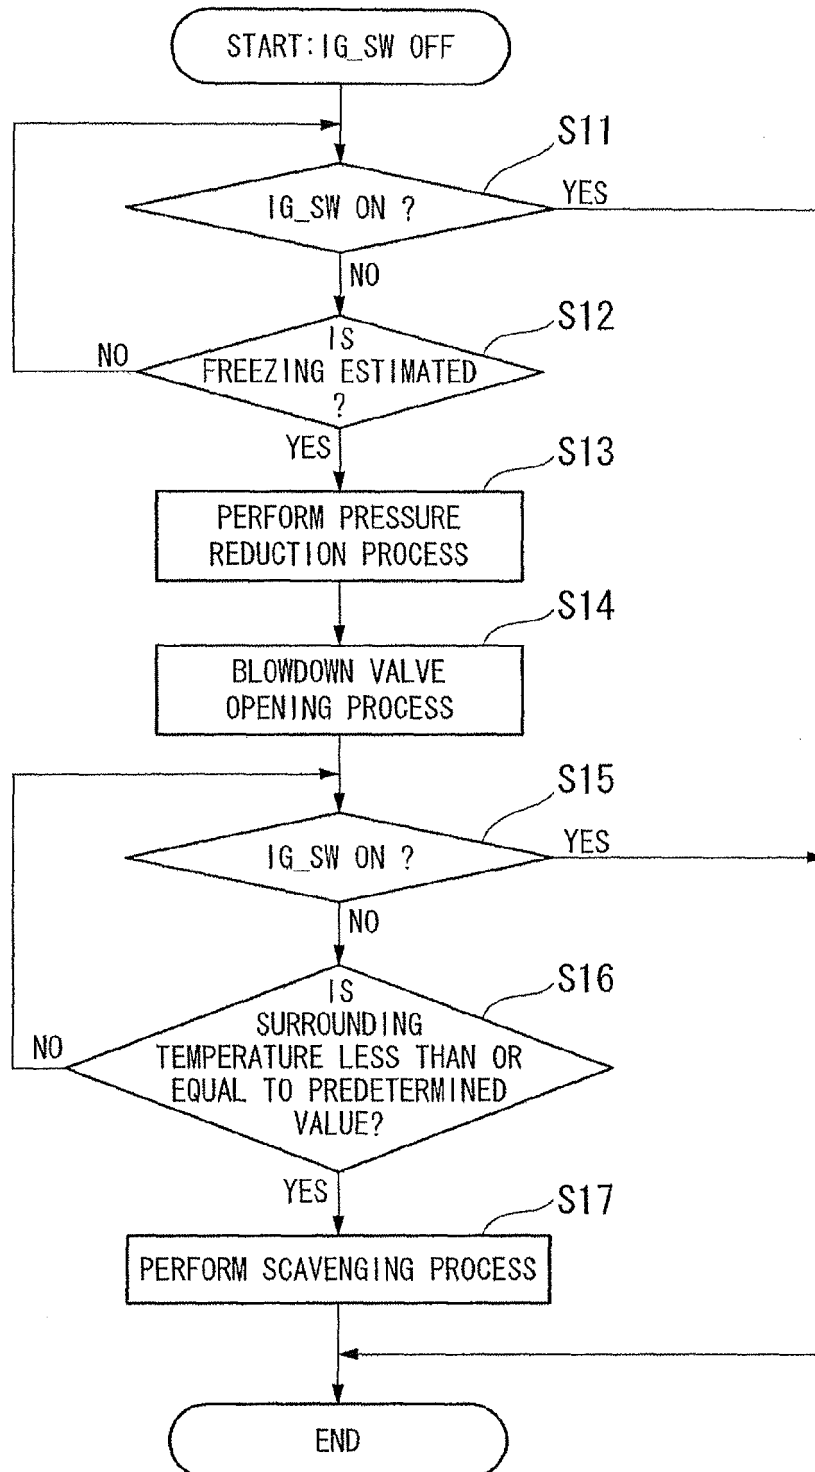 START:IG_SW OFF
S11
IG_SW ON ?
YES
NO
S12
IS
FREEZING ESTIMATED
?
NO
YES
S13
PERFORM PRESSURE
REDUCTION PROCESS
S14
BLOWDOWN VALVE
OPENING PROCESS
S15
IG_SW ON ?
YES
NO
S16
IS
SURROUNDING
TEMPERATURE LESS THAN OR
EQUAL TO PREDETERMINED
VALUE?
NO
YES
S17
PERFORM SCAVENGING PROCESS
END